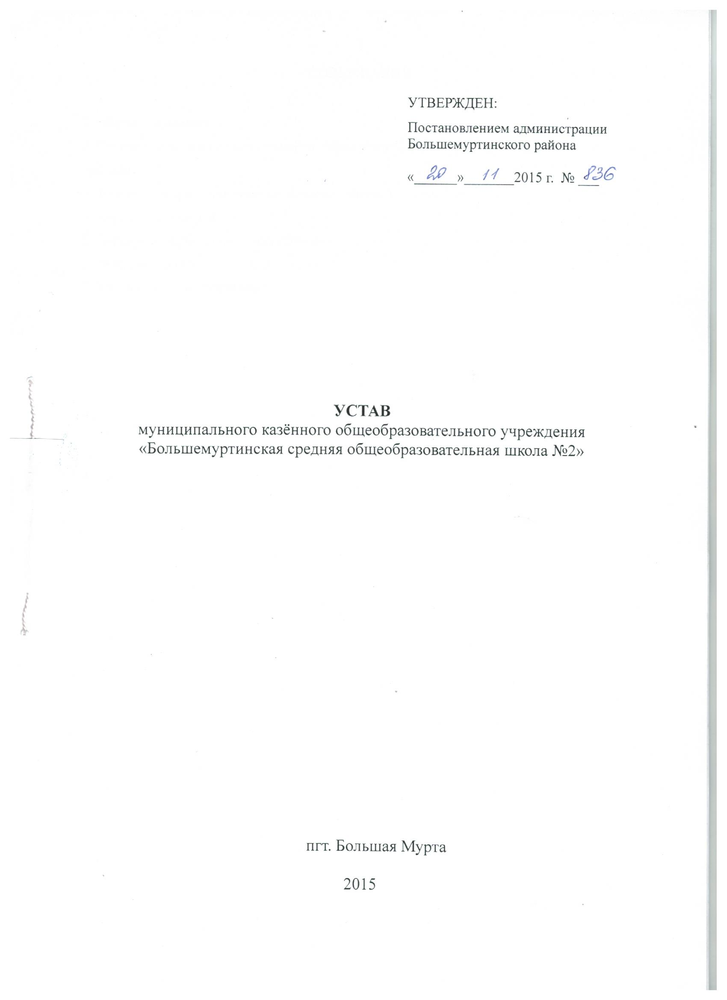 УТВЕРЖДЕН:
Постановлением администрации
Большемуртинского района
«20» 11 2015 г. № 836
УСТАВ
муниципального казённого общеобразовательного учреждения
«Большемуртинская средняя общеобразовательная школа №2»
пгт. Большая Мурта
2015